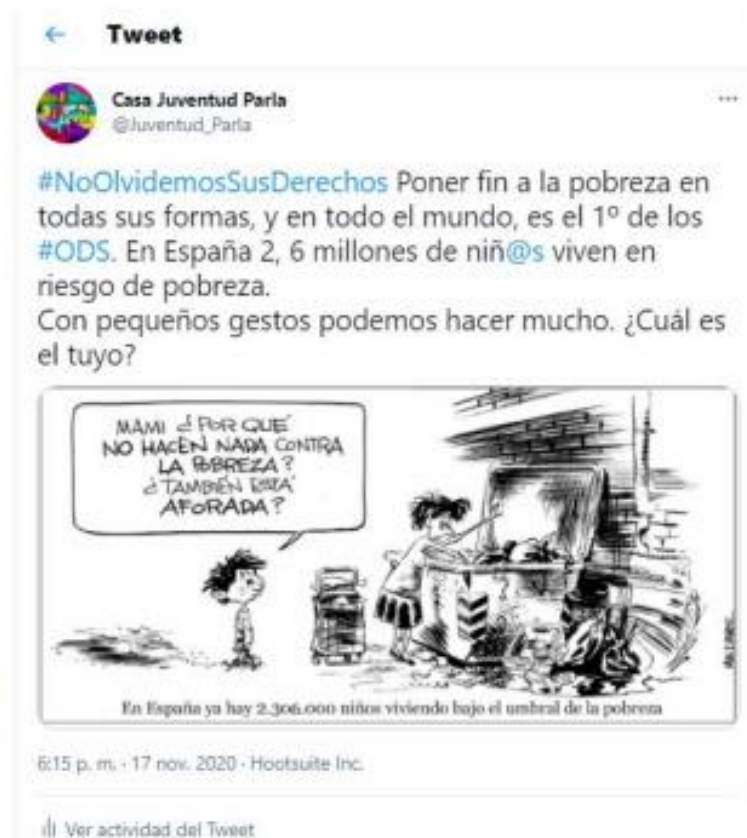 ← Tweet
Casa Juventud Parla
@Juventud_Parla
#NoOlvidemosSusDerechos Poner fin a la pobreza en
todas sus formas, y en todo el mundo, es el 1º de los
#ODS. En España 2, 6 millones de niñ@s viven en
riesgo de pobreza.
Con pequeños gestos podemos hacer mucho. ¿Cuál es
el tuyo?
MAMI ¿POR QUÉ
NO HACEN NADA CONTRA
LA POBREZA?
¿TAMBIÉN ESTÁ
AFORADA?
En España ya hay 2.306.000 niños viviendo bajo el umbral de la pobreza
6:15 p. m. · 17 nov. 2020 · Hootsuite Inc.
Ver actividad del Tweet